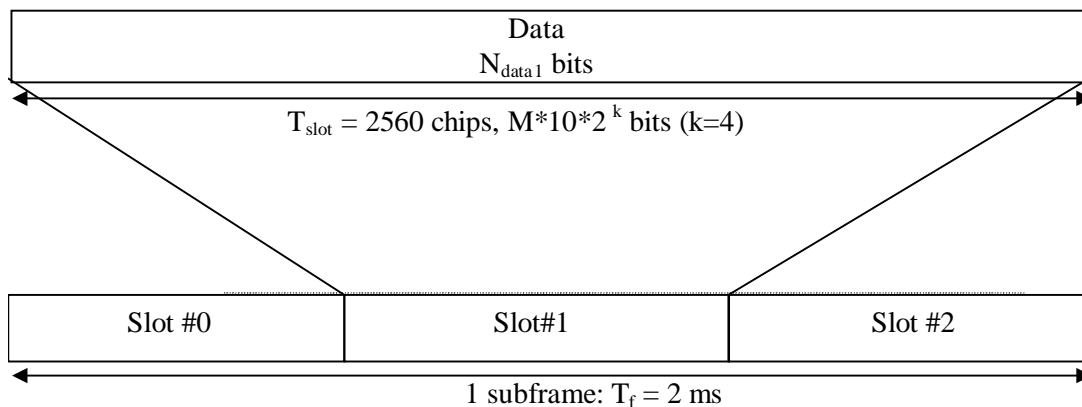 Data
N_data1 bits
T_slot = 2560 chips, M*10*2^k bits (k=4)
Slot #0
Slot#1
Slot #2
1 subframe: T_f = 2 ms